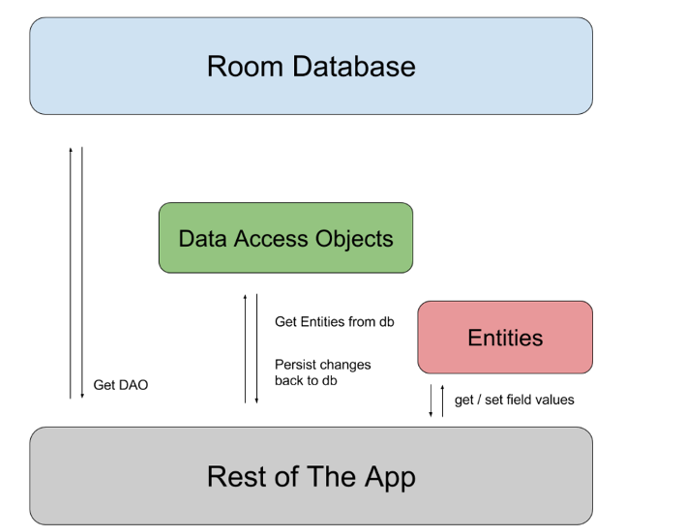 Room Database
Data Access Objects
Get Entities from db
Entities
Persist changes
back to db
Get DAO
get / set field values
Rest of The App